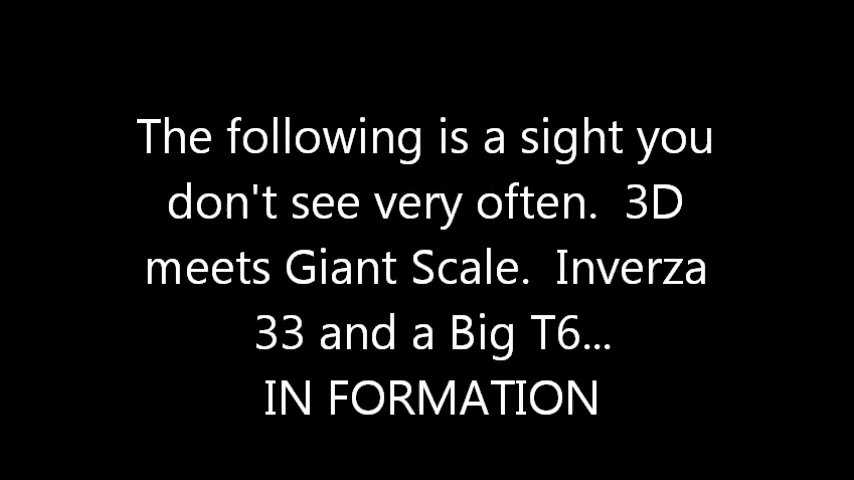 The following is a sight you
don't see very often.  3D
meets Giant Scale.  Inverza
33 and a Big T6...
IN FORMATION